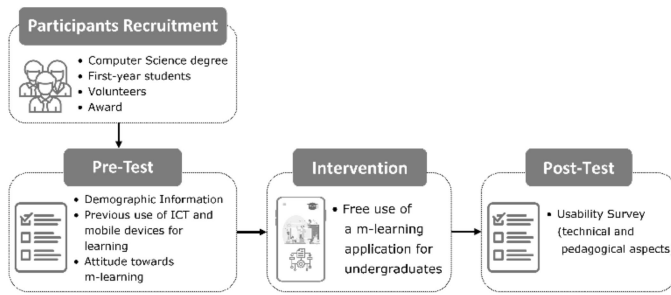 Participants Recruitment
• Computer Science degree
• First-year students
• Volunteers
• Award
Pre-Test
• Demographic Information
• Previous use of ICT and
mobile devices for
learning
• Attitude towards
m-learning
Intervention
• Free use of
a m-learning
application for
undergraduates
Post-Test
• Usability Survey
(technical and
pedagogical aspects